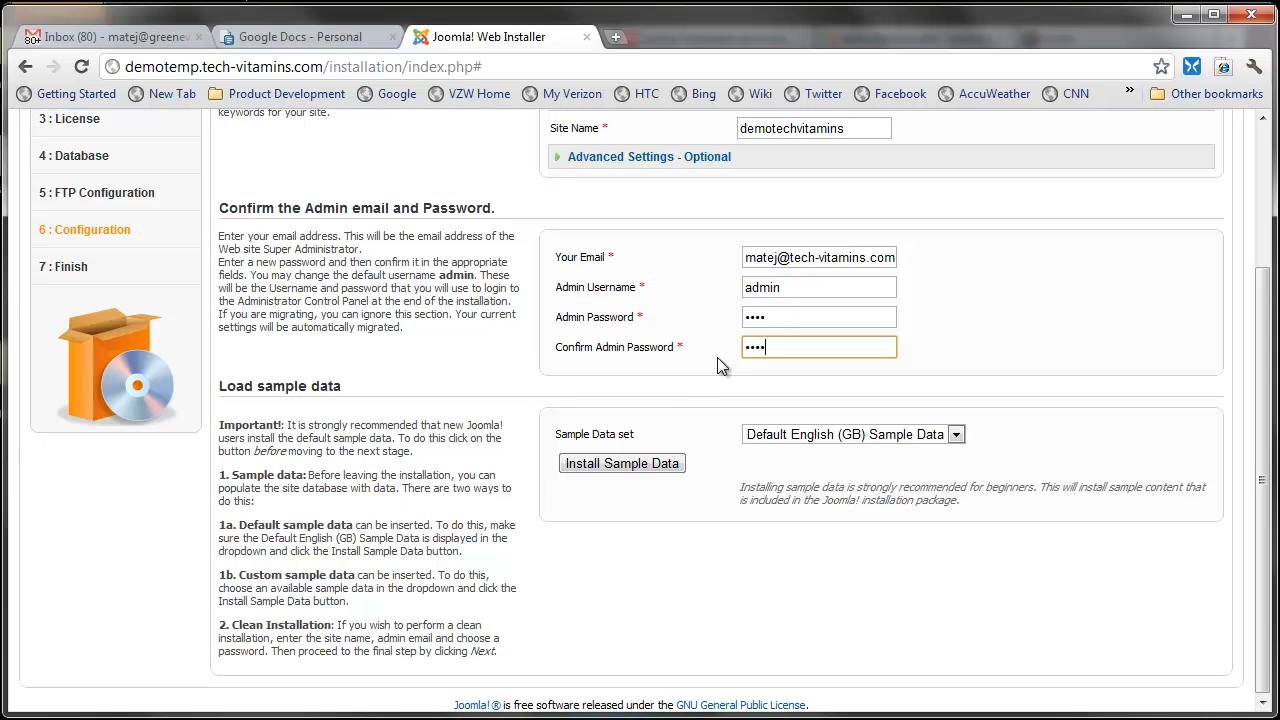 Inbox (80) - matej@greenev
Google Docs - Personal
Joomla! Web Installer
demotemp.tech-vitamins.com/installation/index.php#
Getting Started
New Tab
Product Development
Google
VZW Home
My Verizon
HTC
Bing
Wiki
Twitter
Facebook
AccuWeather
CNN
»
Other bookmarks
3 : License
4 : Database
5 : FTP Configuration
6 : Configuration
7 : Finish
keywords for your site.
Site Name *
demotechvitamins
Advanced Settings - Optional
Confirm the Admin email and Password.
Enter your email address. This will be the email address of the
Web site Super Administrator.
Enter a new password and then confirm it in the appropriate
fields. You may change the default username admin. These
will be the Username and password that you will use to login to
the Administrator Control Panel at the end of the installation.
If you are migrating, you can ignore this section. Your current
settings will be automatically migrated.
Your Email *
matej@tech-vitamins.com
Admin Username *
admin
Admin Password *
••••
Confirm Admin Password *
••••
Load sample data
Important!: It is strongly recommended that new Joomla!
users install the default sample data. To do this click on the
button before moving to the next stage.
1. Sample data: Before leaving the installation, you can
populate the site database with data. There are two ways to
do this:
1a. Default sample data can be inserted. To do this, make
sure the Default English (GB) Sample Data is displayed in the
dropdown and click the Install Sample Data button.
1b. Custom sample data can be inserted. To do this,
choose an available sample data in the dropdown and click the
Install Sample Data button.
2. Clean Installation: If you wish to perform a clean
installation, enter the site name, admin email and choose a
password. Then proceed to the final step by clicking Next.
Sample Data set
Default English (GB) Sample Data
Install Sample Data
Installing sample data is strongly recommended for beginners. This will install sample content that
is included in the Joomla! installation package.
Joomla!® is free software released under the GNU General Public License.